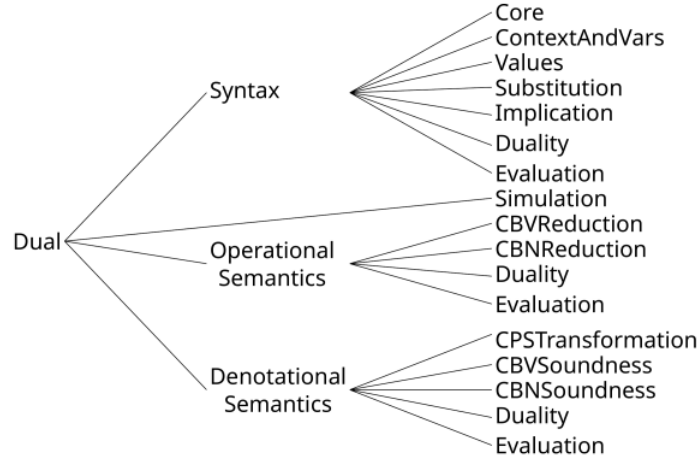 Dual
Syntax
Core
ContextAndVars
Values
Substitution
Implication
Duality
Evaluation
Simulation
Operational
Semantics
CBVReduction
CBNReduction
Duality
Evaluation
Denotational
Semantics
CPSTransformation
CBVSoundness
CBNSoundness
Duality
Evaluation